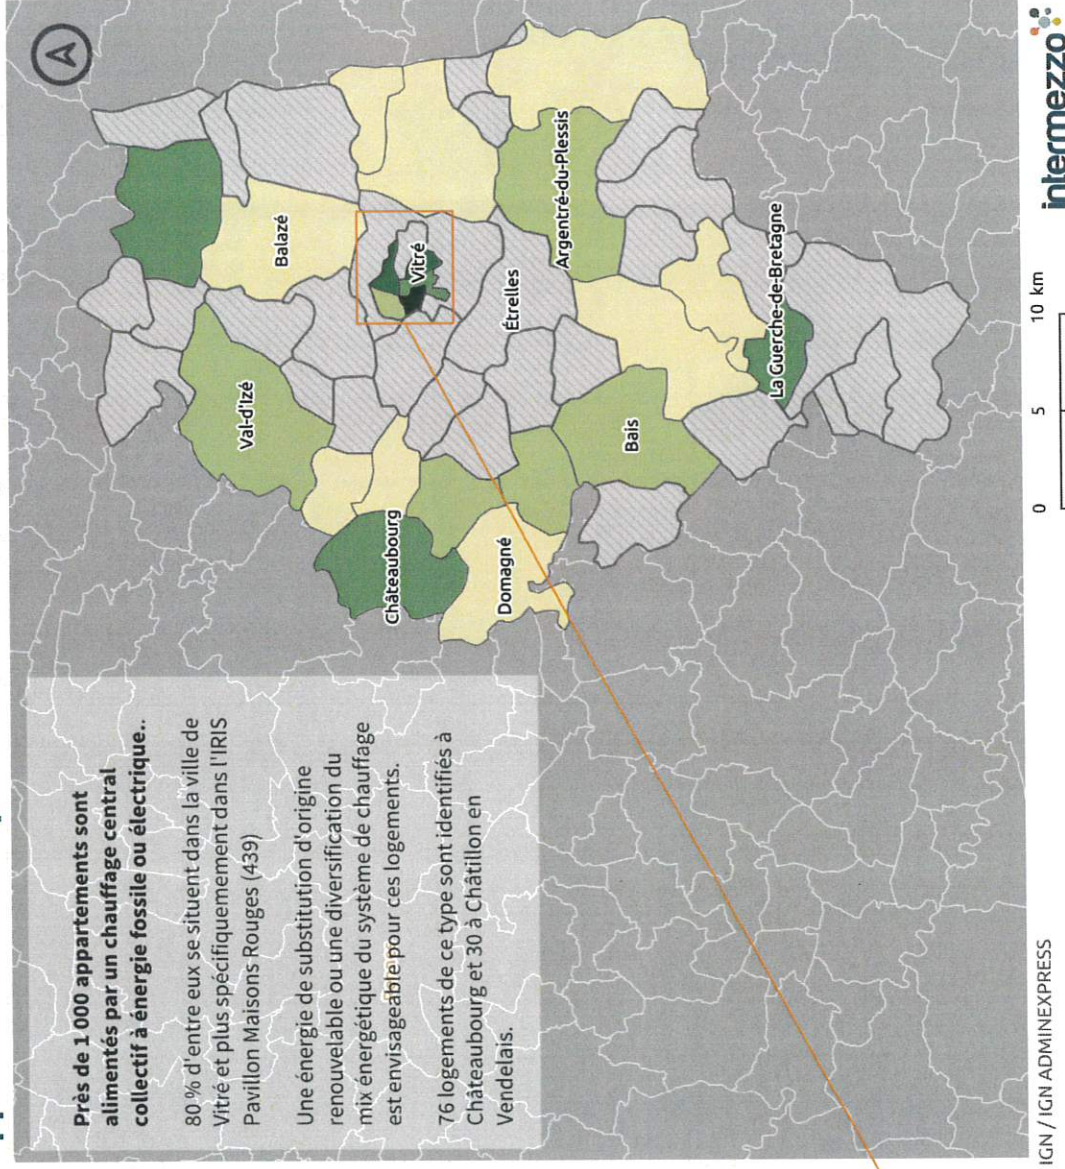 Près de 1 000 appartements sont
alimentés par un chauffage central
collectif à énergie fossile ou électrique..
80 % d'entre eux se situent dans la ville de
Vitré et plus spécifiquement dans l'IRIS
Pavillon Maisons Rouges (439)
Une énergie de substitution d'origine
renouvelable ou une diversification du
mix énergétique du système de chauffage
est envisageable pour ces logements.
76 logements de ce type sont identifiés à
Châteaubourg et 30 à Châtillon en
Vendelais.
A
Val-d'Izé
Balazé
Châteaubourg
Vitré
Domagné
Étrelles
Bais
Argentré-du-Plessis
La Guerche-de-Bretagne
IGN / IGN ADMINEXPRESS
0 5 10 km
intermezzo